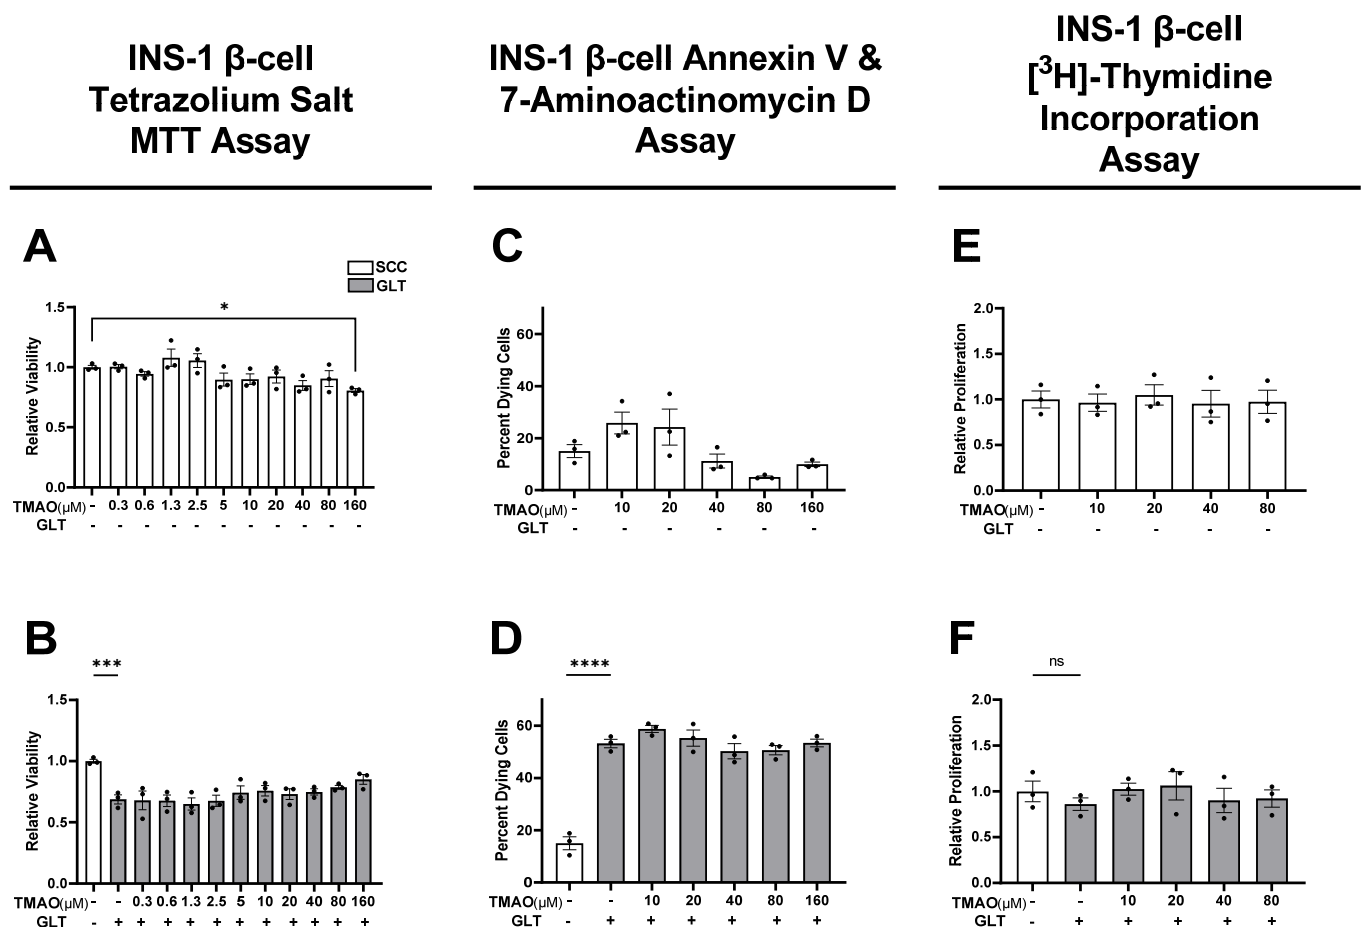 INS-1 β-cell
Tetrazolium Salt
MTT Assay
INS-1 β-cell Annexin V &
7-Aminoactinomycin D
Assay
INS-1 β-cell
[³H]-Thymidine
Incorporation
Assay
A
SCC
GLT
*
Relative Viability
1.5
1.0
0.5
0.0
TMAO(μM) - 0.3 0.6 1.3 2.5 5 10 20 40 80 160
GLT - - - - - - - - - - -
C
Percent Dying Cells
60
40
20
0
TMAO(μM) - 10 20 40 80 160
GLT - - - - - -
E
Relative Proliferation
2.0
1.5
1.0
0.5
0.0
TMAO(μM) - 10 20 40 80
GLT - - - - -
B
***
Relative Viability
1.5
1.0
0.5
0.0
TMAO(μM) - - 0.3 0.6 1.3 2.5 5 10 20 40 80 160
GLT - + + + + + + + + + + +
D
****
Percent Dying Cells
60
40
20
0
TMAO(μM) - - 10 20 40 80 160
GLT - + + + + + +
F
ns
Relative Proliferation
2.0
1.5
1.0
0.5
0.0
TMAO(μM) - - 10 20 40 80
GLT - + + + + +